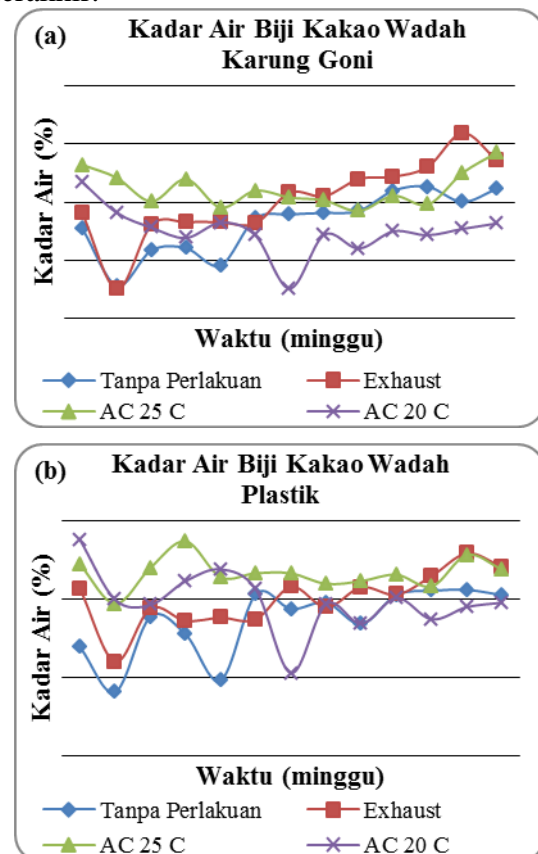 (a) Kadar Air Biji Kakao Wadah
Karung Goni
Kadar Air (%)
Waktu (minggu)
Tanpa Perlakuan Exhaust
AC 25 C AC 20 C
(b) Kadar Air Biji Kakao Wadah
Plastik
Kadar Air (%)
Waktu (minggu)
Tanpa Perlakuan Exhaust
AC 25 C AC 20 C